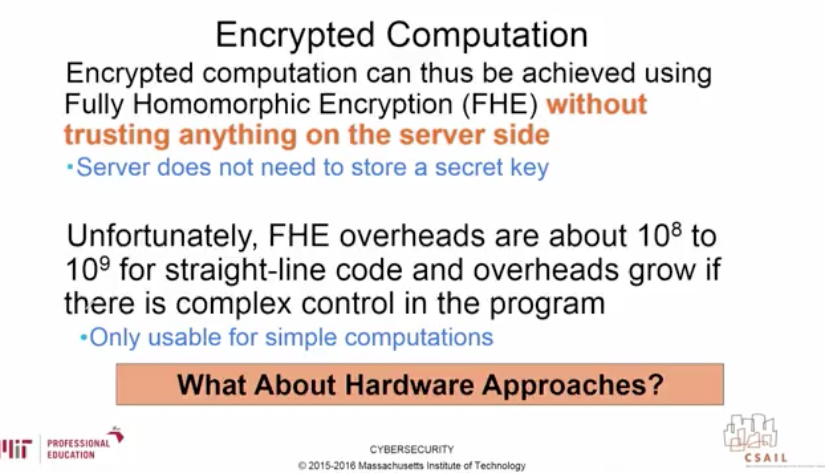 Encrypted Computation
Encrypted computation can thus be achieved using
Fully Homomorphic Encryption (FHE) without
trusting anything on the server side
•Server does not need to store a secret key
Unfortunately, FHE overheads are about 10⁸ to
10⁹ for straight-line code and overheads grow if
there is complex control in the program
•Only usable for simple computations
What About Hardware Approaches?
MIT PROFESSIONAL
EDUCATION
CYBERSECURITY
© 2015-2016 Massachusetts Institute of Technology
CSAIL